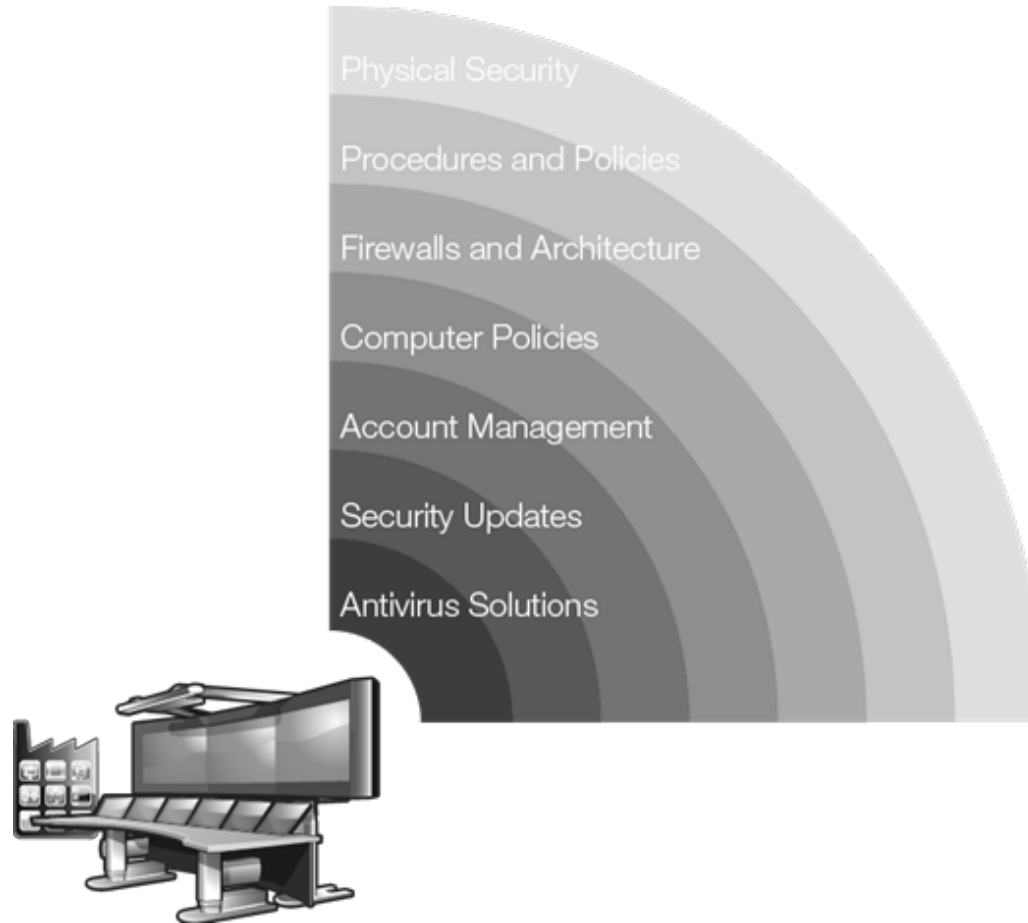 Physical Security
Procedures and Policies
Firewalls and Architecture
Computer Policies
Account Management
Security Updates
Antivirus Solutions